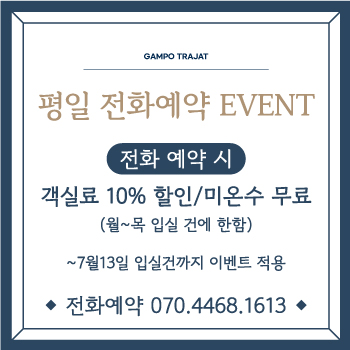 GAMPO TRAJAT
평일 전화예약 EVENT
전화 예약 시
객실료 10% 할인/미온수 무료
(월~목 입실 건에 한함)
~7월13일 입실건까지 이벤트 적용
◆ 전화예약 070.4468.1613 ◆